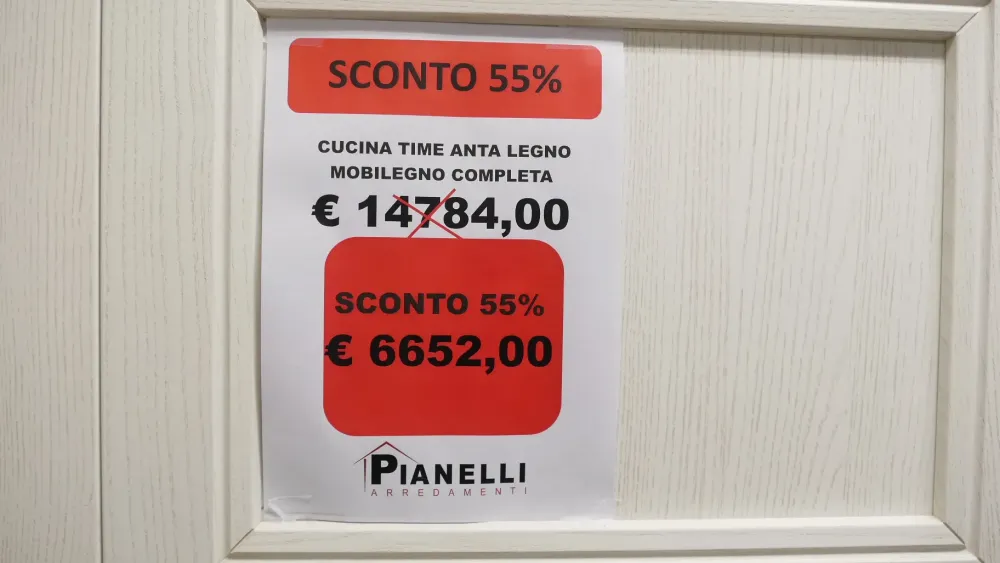 SCONTO 55%
CUCINA TIME ANTA LEGNO
MOBILEGNO COMPLETA
€ 14784,00
SCONTO 55%
€ 6652,00
PIANELLI
ARREDAMENTI